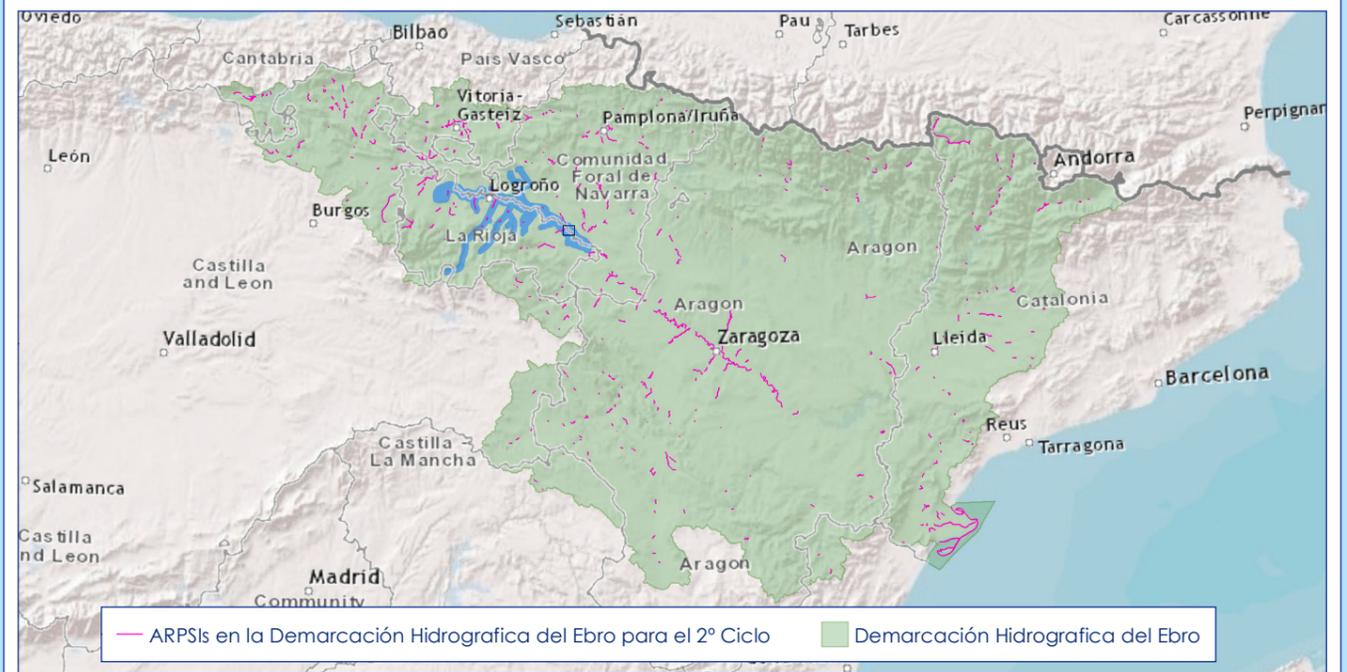 Oviedo
Sebastián
Pau
Carcassonne
Bilbao
Tarbes
Cantabria
Pais Vasco
Vitoria-
Gasteiz
Pamplona/Iruña
Perpignan
León
Comunidad
Foral de
Navarra
Andorra
Logroño
Burgos
La Rioja
Aragon
Castilla
and Leon
Aragon
Catalonia
Valladolid
Zaragoza
Lleida
Barcelona
Reus
Tarragona
Castilla -
La Mancha
Salamanca
Castilla
nd Leon
Aragon
Madrid
Community
ARPSIs en la Demarcación Hidrografica del Ebro para el 2º Ciclo
Demarcación Hidrografica del Ebro